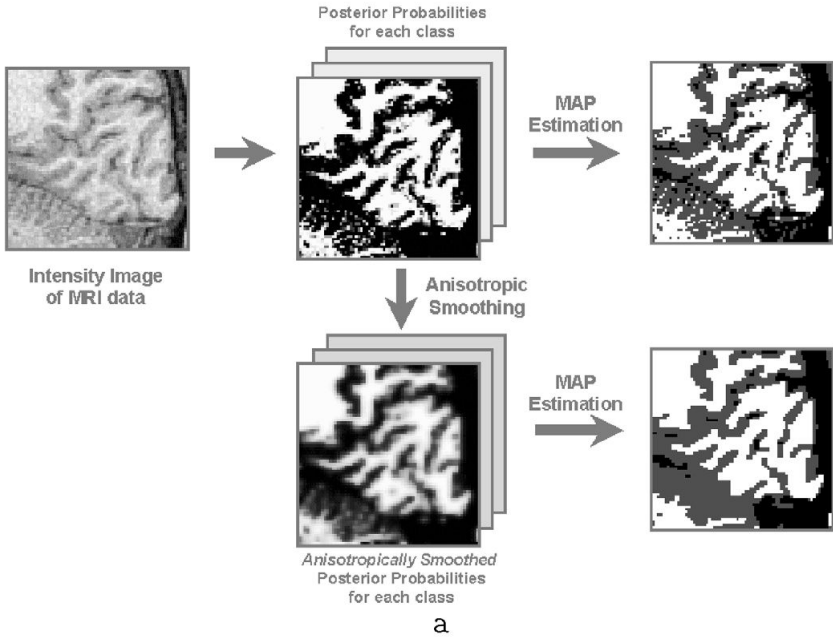 Posterior Probabilities
for each class
MAP
Estimation
Intensity Image
of MRI data
Anisotropic
Smoothing
MAP
Estimation
Anisotropically Smoothed
Posterior Probabilities
for each class
a